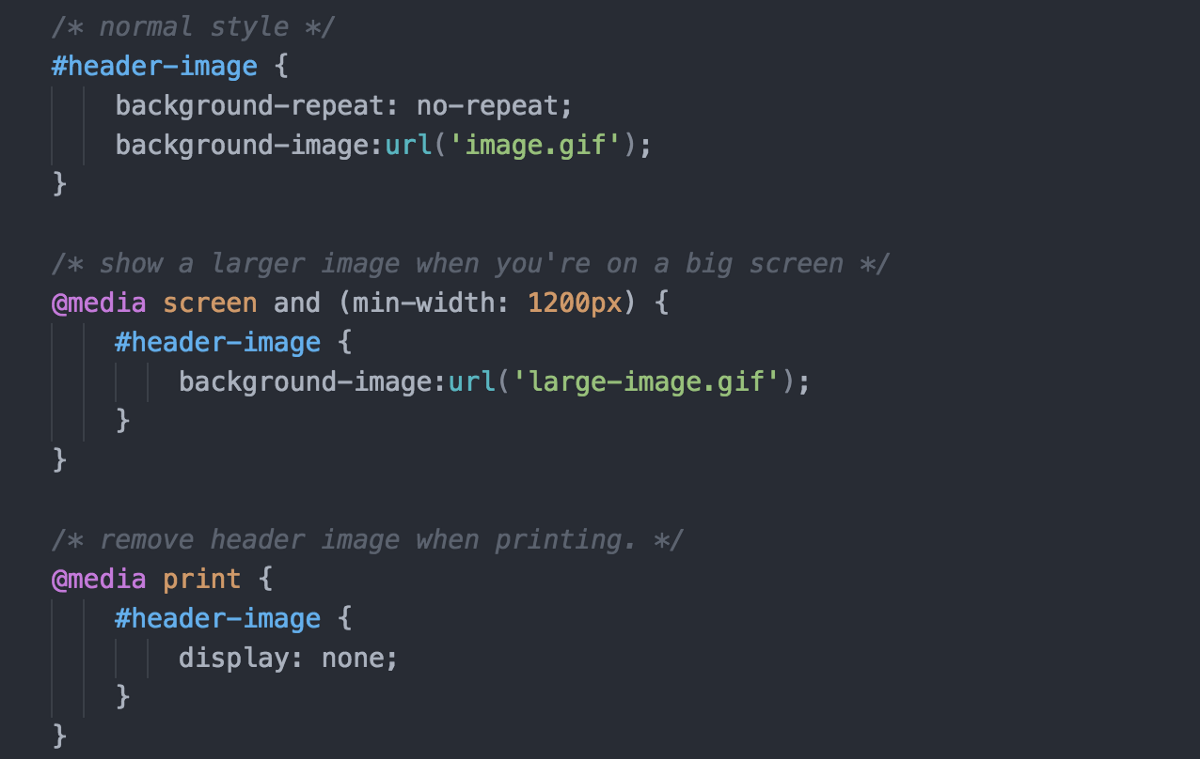 /* normal style */
#header-image {
    background-repeat: no-repeat;
    background-image:url('image.gif');
}

/* show a larger image when you're on a big screen */
@media screen and (min-width: 1200px) {
    #header-image {
        background-image:url('large-image.gif');
    }
}

/* remove header image when printing. */
@media print {
    #header-image {
        display: none;
    }
}